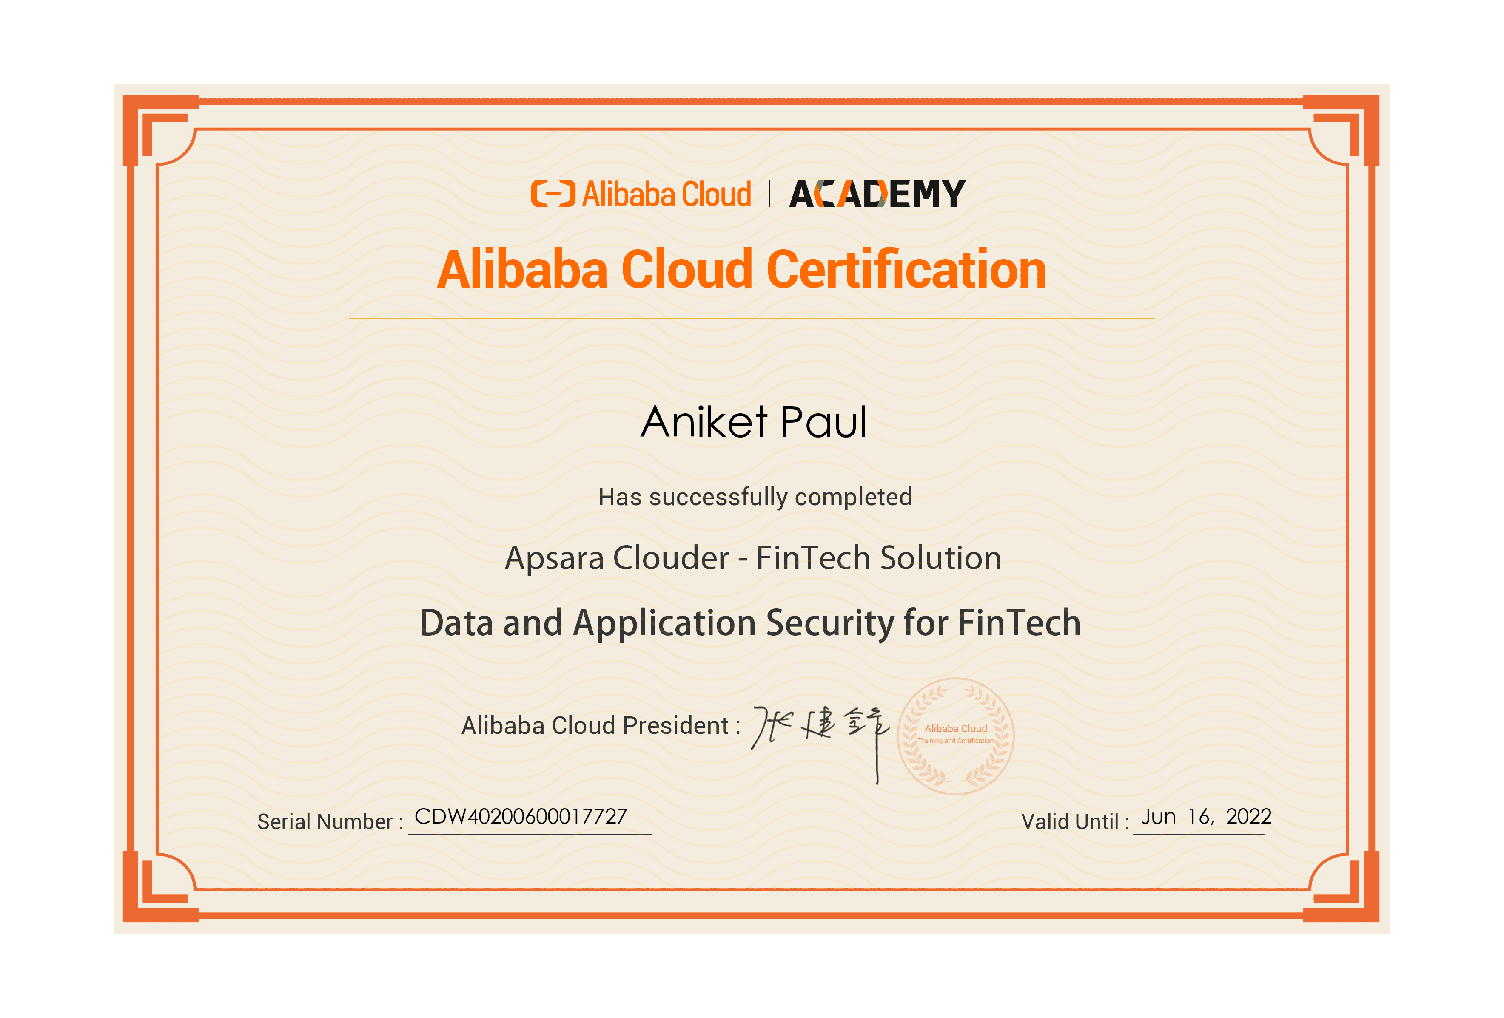 Alibaba Cloud | ACADEMY
Alibaba Cloud Certification
Aniket Paul
Has successfully completed
Apsara Clouder - FinTech Solution
Data and Application Security for FinTech
Alibaba Cloud President : 张建锋
Alibaba Cloud
Training and Certification
Serial Number : CDW40200600017727
Valid Until : Jun 16, 2022